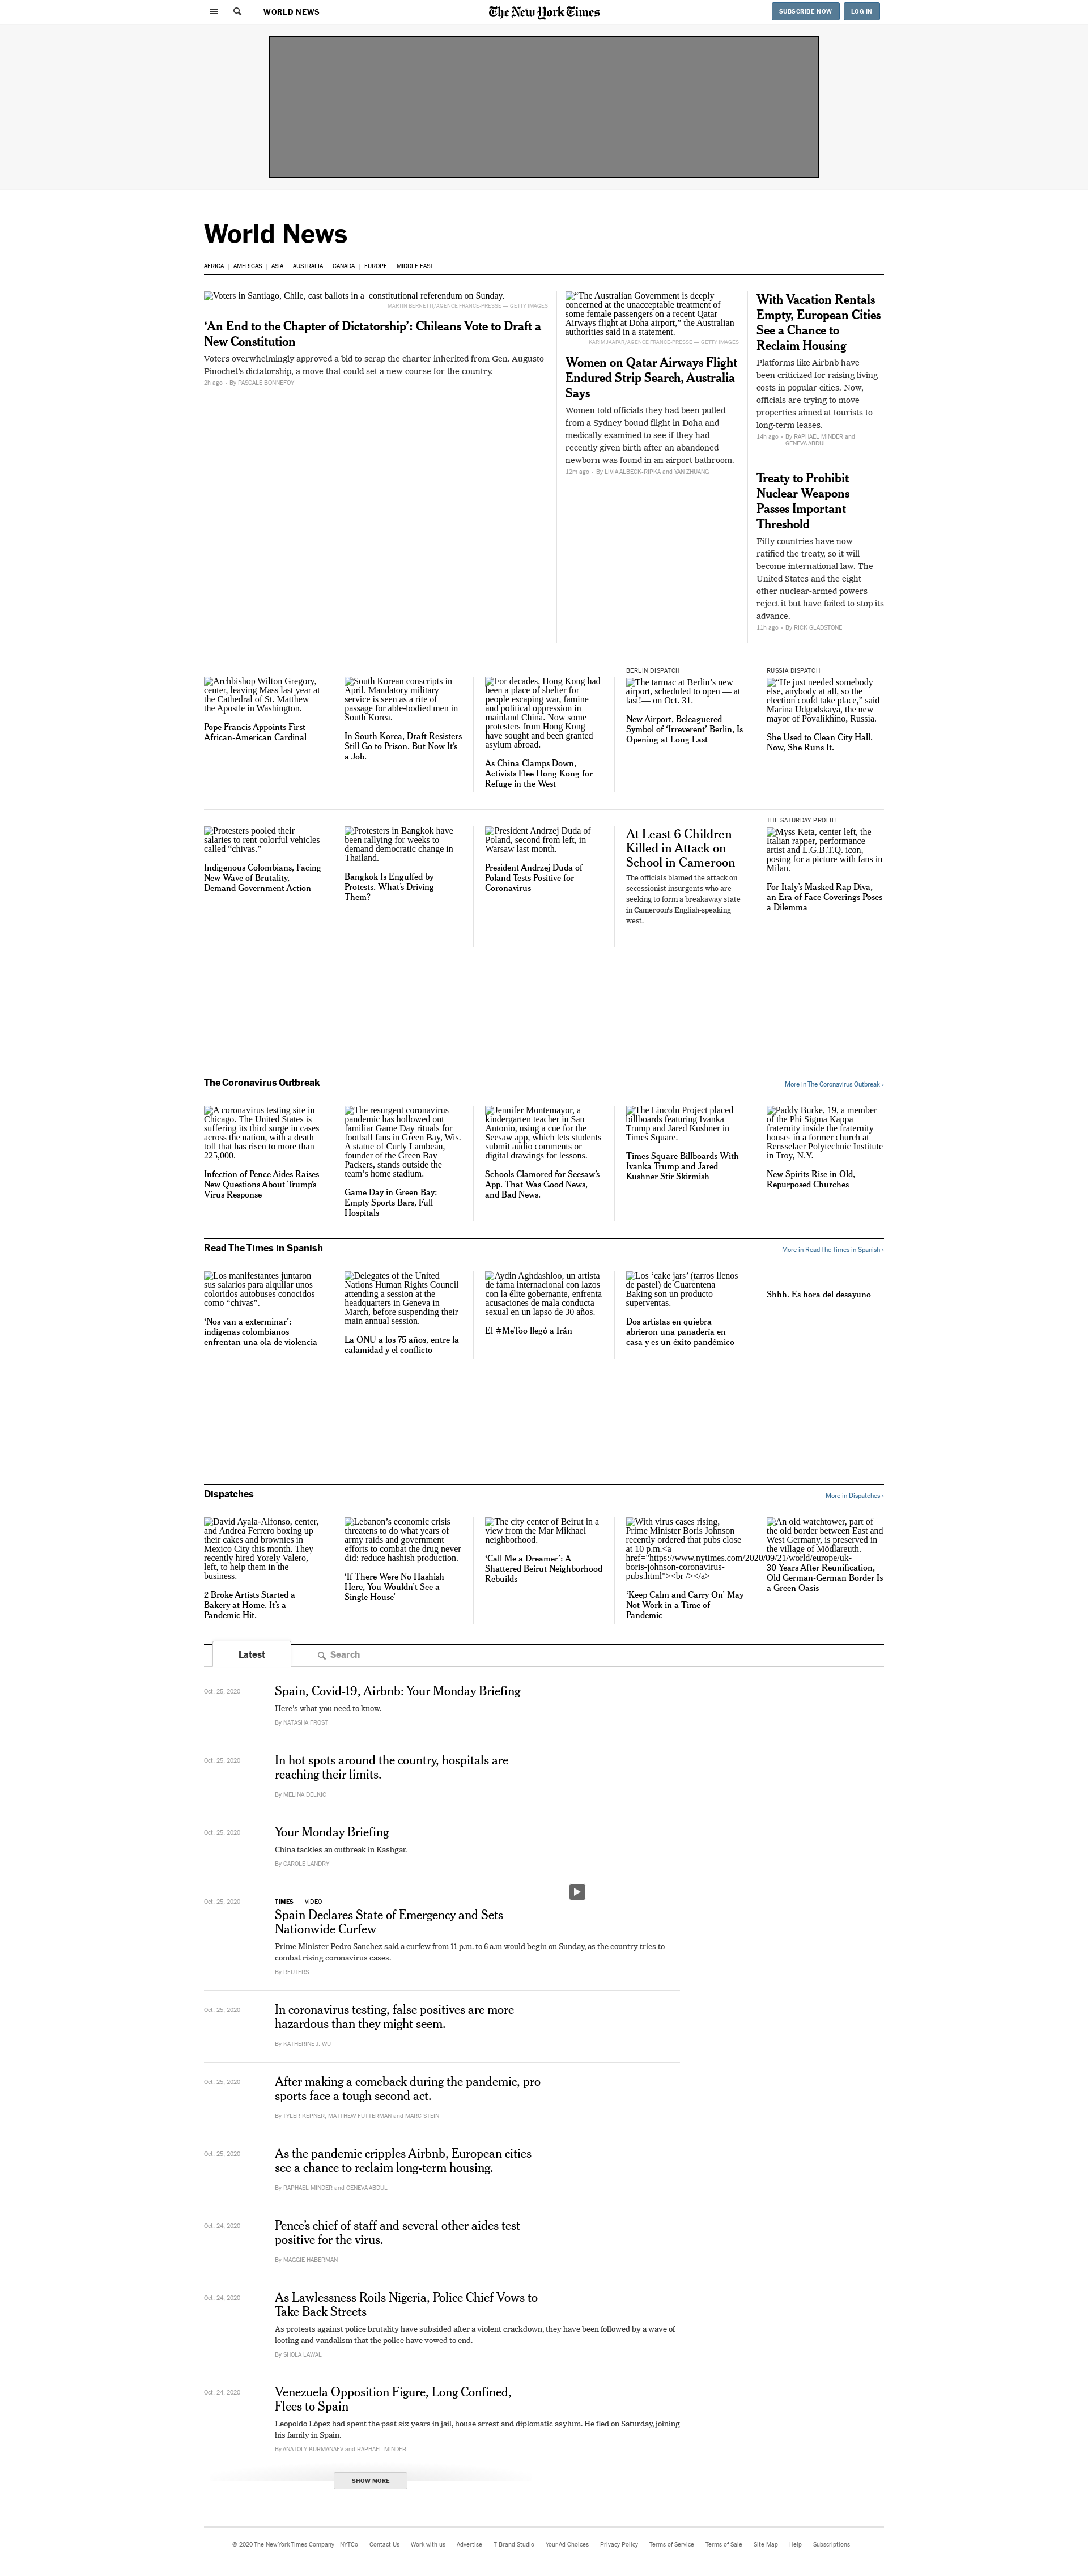 WORLD NEWS
The New York Times
SUBSCRIBE NOW
LOG IN
World News
AFRICA | AMERICAS | ASIA | AUSTRALIA | CANADA | EUROPE | MIDDLE EAST
Voters in Santiago, Chile, cast ballots in a constitutional referendum on Sunday.
MARTIN BERNETTI/AGENCE FRANCE-PRESSE — GETTY IMAGES
‘An End to the Chapter of Dictatorship’: Chileans Vote to Draft a
New Constitution
Voters overwhelmingly approved a bid to scrap the charter inherited from Gen. Augusto
Pinochet’s dictatorship, a move that could set a new course for the country.
2h ago - By PASCALE BONNEFOY
“The Australian Government is deeply
concerned at the unacceptable treatment of
some female passengers on a recent Qatar
Airways flight at Doha airport,” the Australian
authorities said in a statement.
KARIM JAAFAR/AGENCE FRANCE-PRESSE — GETTY IMAGES
Women on Qatar Airways Flight
Endured Strip Search, Australia
Says
Women told officials they had been pulled
from a Sydney-bound flight in Doha and
medically examined to see if they had
recently given birth after an abandoned
newborn was found in an airport bathroom.
12m ago - By LIVIA ALBECK-RIPKA and YAN ZHUANG
With Vacation Rentals
Empty, European Cities
See a Chance to
Reclaim Housing
Platforms like Airbnb have
been criticized for raising living
costs in popular cities. Now,
officials are trying to move
properties aimed at tourists to
long-term leases.
14h ago - By RAPHAEL MINDER and
GENEVA ABDUL
Treaty to Prohibit
Nuclear Weapons
Passes Important
Threshold
Fifty countries have now
ratified the treaty, so it will
become international law. The
United States and the eight
other nuclear-armed powers
reject it but have failed to stop its
advance.
11h ago - By RICK GLADSTONE
Archbishop Wilton Gregory,
center, leaving Mass last year at
the Cathedral of St. Matthew
the Apostle in Washington.
Pope Francis Appoints First
African-American Cardinal
South Korean conscripts in
April. Mandatory military
service is seen as a rite of
passage for able-bodied men in
South Korea.
In South Korea, Draft Resisters
Still Go to Prison. But Now It’s
a Job.
For decades, Hong Kong had
been a place of shelter for
people escaping war, famine
and political oppression in
mainland China. Now some
protesters from Hong Kong
have sought and been granted
asylum abroad.
As China Clamps Down,
Activists Flee Hong Kong for
Refuge in the West
BERLIN DISPATCH
The tarmac at Berlin’s new
airport, scheduled to open — at
last!— on Oct. 31.
New Airport, Beleaguered
Symbol of ‘Irreverent’ Berlin, Is
Opening at Long Last
RUSSIA DISPATCH
“He just needed somebody
else, anybody at all, so the
election could take place,” said
Marina Udgodskaya, the new
mayor of Povalikhino, Russia.
She Used to Clean City Hall.
Now, She Runs It.
Protesters pooled their
salaries to rent colorful vehicles
called “chivas.”
Indigenous Colombians, Facing
New Wave of Brutality,
Demand Government Action
Protesters in Bangkok have
been rallying for weeks to
demand democratic change in
Thailand.
Bangkok Is Engulfed by
Protests. What’s Driving
Them?
President Andrzej Duda of
Poland, second from left, in
Warsaw last month.
President Andrzej Duda of
Poland Tests Positive for
Coronavirus
At Least 6 Children
Killed in Attack on
School in Cameroon
The officials blamed the attack on
secessionist insurgents who are
seeking to form a breakaway state
in Cameroon’s English-speaking
west.
THE SATURDAY PROFILE
Myss Keta, center left, the
Italian rapper, performance
artist and L.G.B.T.Q. icon,
posing for a picture with fans in
Milan.
For Italy’s Masked Rap Diva,
an Era of Face Coverings Poses
a Dilemma
The Coronavirus Outbreak
More in The Coronavirus Outbreak ›
A coronavirus testing site in
Chicago. The United States is
suffering its third surge in cases
across the nation, with a death
toll that has risen to more than
225,000.
Infection of Pence Aides Raises
New Questions About Trump’s
Virus Response
The resurgent coronavirus
pandemic has hollowed out
familiar Game Day rituals for
football fans in Green Bay, Wis.
A statue of Curly Lambeau,
founder of the Green Bay
Packers, stands outside the
team’s home stadium.
Game Day in Green Bay:
Empty Sports Bars, Full
Hospitals
Jennifer Montemayor, a
kindergarten teacher in San
Antonio, using a cue for the
Seesaw app, which lets students
submit audio comments or
digital drawings for lessons.
Schools Clamored for Seesaw’s
App. That Was Good News,
and Bad News.
The Lincoln Project placed
billboards featuring Ivanka
Trump and Jared Kushner in
Times Square.
Times Square Billboards With
Ivanka Trump and Jared
Kushner Stir Skirmish
Paddy Burke, 19, a member
of the Phi Sigma Kappa
fraternity inside the fraternity
house- in a former church at
Rensselaer Polytechnic Institute
in Troy, N.Y.
New Spirits Rise in Old,
Repurposed Churches
Read The Times in Spanish
More in Read The Times in Spanish ›
Los manifestantes juntaron
sus salarios para alquilar unos
coloridos autobuses conocidos
como “chivas”.
‘Nos van a exterminar’:
indígenas colombianos
enfrentan una ola de violencia
Delegates of the United
Nations Human Rights Council
attending a session at the
headquarters in Geneva in
March, before suspending their
main annual session.
La ONU a los 75 años, entre la
calamidad y el conflicto
Aydin Aghdashloo, un artista
de fama internacional con lazos
con la élite gobernante, enfrenta
acusaciones de mala conducta
sexual en un lapso de 30 años.
El #MeToo llegó a Irán
Los ‘cake jars’ (tarros llenos
de pastel) de Cuarentena
Baking son un producto
superventas.
Dos artistas en quiebra
abrieron una panadería en
casa y es un éxito pandémico
Shhh. Es hora del desayuno
Dispatches
More in Dispatches ›
David Ayala-Alfonso, center,
and Andrea Ferrero boxing up
their cakes and brownies in
Mexico City this month. They
recently hired Yorely Valero,
left, to help them in the
business.
2 Broke Artists Started a
Bakery at Home. It’s a
Pandemic Hit.
Lebanon’s economic crisis
threatens to do what years of
army raids and government
efforts to combat the drug never
did: reduce hashish production.
‘If There Were No Hashish
Here, You Wouldn’t See a
Single House’
The city center of Beirut in a
view from the Mar Mikhael
neighborhood.
‘Call Me a Dreamer’: A
Shattered Beirut Neighborhood
Rebuilds
With virus cases rising,
Prime Minister Boris Johnson
recently ordered that pubs close
at 10 p.m.<a
href="https://www.nytimes.com/2020/09/21/world/europe/uk-
boris-johnson-coronavirus-
pubs.html"><br /></a>
‘Keep Calm and Carry On’ May
Not Work in a Time of
Pandemic
An old watchtower, part of
the old border between East and
West Germany, is preserved in
the village of Mödlareuth.
30 Years After Reunification,
Old German-German Border Is
a Green Oasis
Latest
Search
Oct. 25, 2020
Spain, Covid-19, Airbnb: Your Monday Briefing
Here’s what you need to know.
By NATASHA FROST
Oct. 25, 2020
In hot spots around the country, hospitals are
reaching their limits.
By MELINA DELKIC
Oct. 25, 2020
Your Monday Briefing
China tackles an outbreak in Kashgar.
By CAROLE LANDRY
Oct. 25, 2020
TIMES | VIDEO
Spain Declares State of Emergency and Sets
Nationwide Curfew
Prime Minister Pedro Sanchez said a curfew from 11 p.m. to 6 a.m would begin on Sunday, as the country tries to
combat rising coronavirus cases.
By REUTERS
Oct. 25, 2020
In coronavirus testing, false positives are more
hazardous than they might seem.
By KATHERINE J. WU
Oct. 25, 2020
After making a comeback during the pandemic, pro
sports face a tough second act.
By TYLER KEPNER, MATTHEW FUTTERMAN and MARC STEIN
Oct. 25, 2020
As the pandemic cripples Airbnb, European cities
see a chance to reclaim long-term housing.
By RAPHAEL MINDER and GENEVA ABDUL
Oct. 24, 2020
Pence’s chief of staff and several other aides test
positive for the virus.
By MAGGIE HABERMAN
Oct. 24, 2020
As Lawlessness Roils Nigeria, Police Chief Vows to
Take Back Streets
As protests against police brutality have subsided after a violent crackdown, they have been followed by a wave of
looting and vandalism that the police have vowed to end.
By SHOLA LAWAL
Oct. 24, 2020
Venezuela Opposition Figure, Long Confined,
Flees to Spain
Leopoldo López had spent the past six years in jail, house arrest and diplomatic asylum. He fled on Saturday, joining
his family in Spain.
By ANATOLY KURMANAEV and RAPHAEL MINDER
SHOW MORE
© 2020 The New York Times Company NYTCo Contact Us Work with us Advertise T Brand Studio Your Ad Choices Privacy Policy Terms of Service Terms of Sale Site Map Help Subscriptions